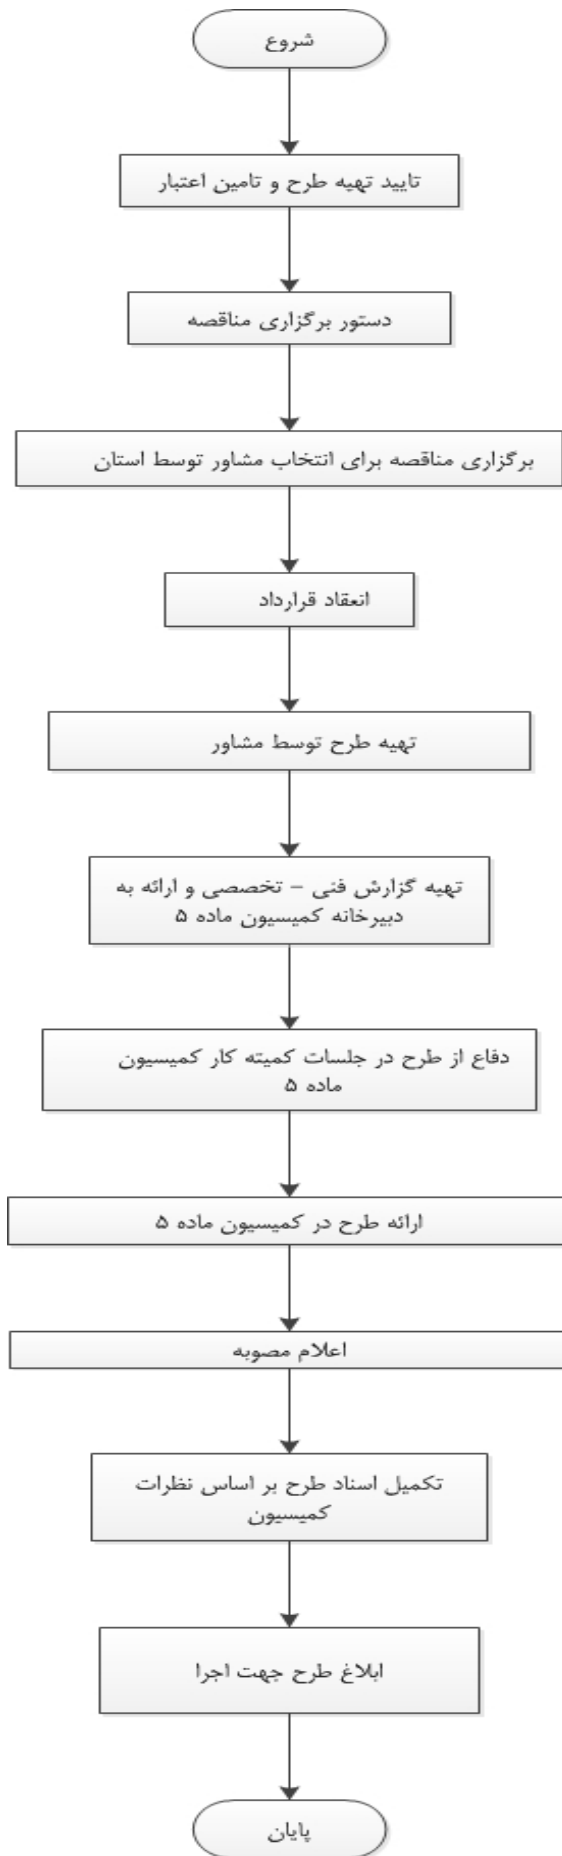 شروع
تایید تهیه طرح و تامین اعتبار
دستور برگزاری مناقصه
برگزاری مناقصه برای انتخاب مشاور توسط استان
انعقاد قرارداد
تهیه طرح توسط مشاور
تهیه گزارش فنی – تخصصی و ارائه به
دبیرخانه کمیسیون ماده ۵
دفاع از طرح در جلسات کمیته کار کمیسیون
ماده ۵
ارائه طرح در کمیسیون ماده ۵
اعلام مصوبه
تکمیل اسناد طرح بر اساس نظرات
کمیسیون
ابلاغ طرح جهت اجرا
پایان